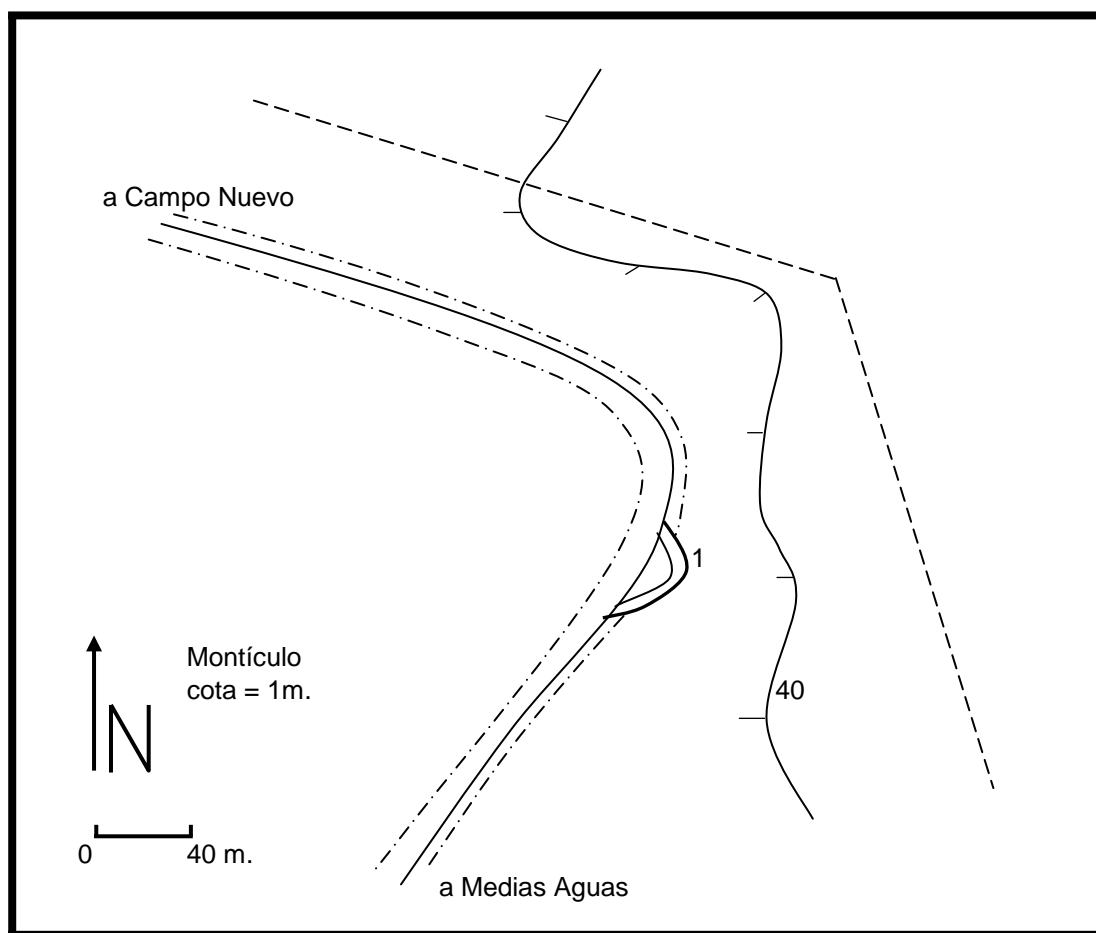 a Campo Nuevo
1
Montículo
cota = 1m.
40
N
0 40 m.
a Medias Aguas